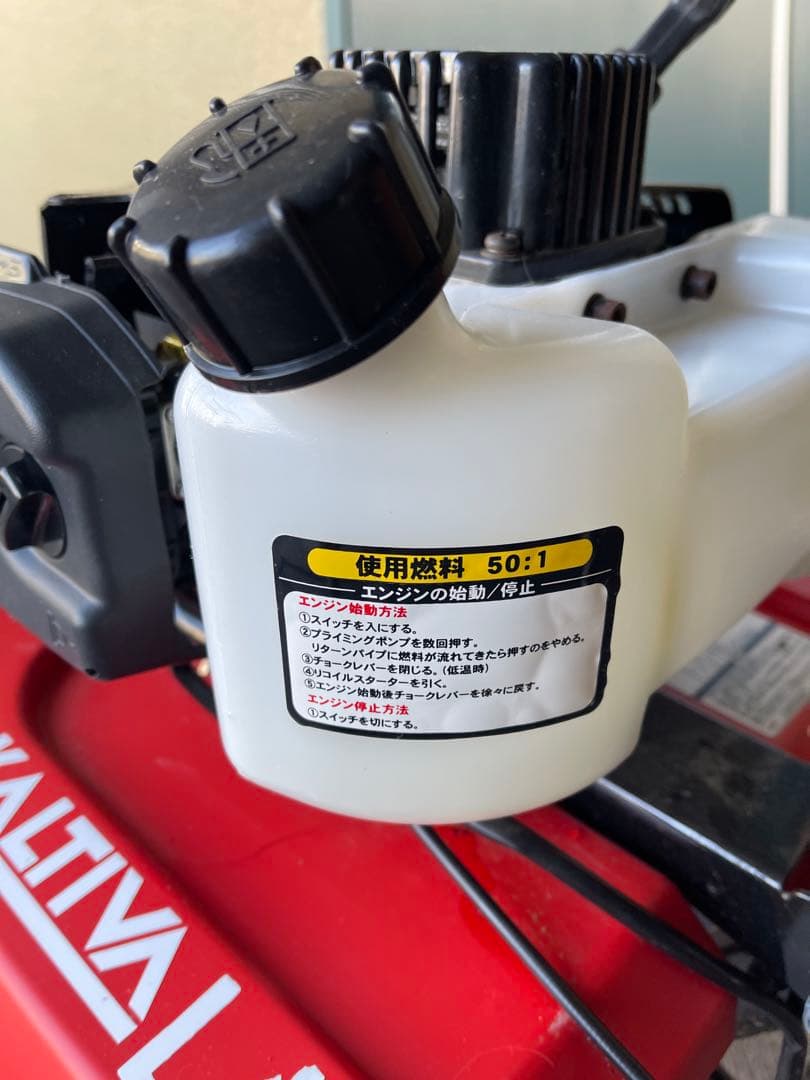 使用燃料 50:1
エンジンの始動/停止
エンジン始動方法
①スイッチを入にする。
②プライミングポンプを数回押す。
リターンパイプに燃料が流れてきたら押すのをやめる。
③チョークレバーを閉じる。(低温時)
④リコイルスターターを引く。
⑤エンジン始動後チョークレバーを徐々に戻す。
エンジン停止方法
①スイッチを切にする。